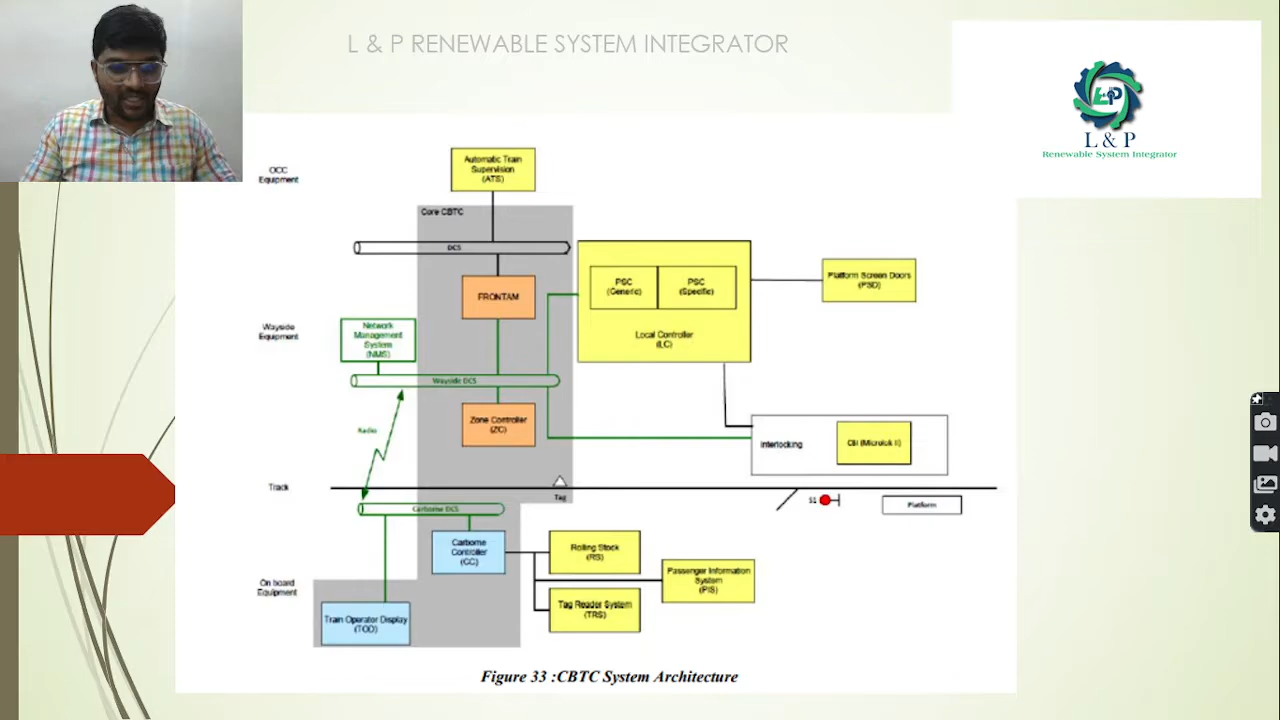 L & P RENEWABLE SYSTEM INTEGRATOR
L & P
L & P
Renewable System Integrator
OCC
Equipment
Automatic Train
Supervision
(ATS)
Core CBTC
DCS
FRONTAM
PSC
(Generic)
PSC
(Specific)
Local Controller
(LC)
Platform Screen Doors
(PSD)
Wayside
Equipment
Network
Management
System
(NMS)
Wayside DCS
Radio
Zone Controller
(ZC)
Interlocking
CBI (Microlok II)
Track
Tag
S1
Platform
Carborne DCS
Carborne
Controller
(CC)
Rolling Stock
(RS)
Passenger Information
System
(PIS)
On board
Equipment
Tag Reader System
(TRS)
Train Operator Display
(TOD)
Figure 33 :CBTC System Architecture